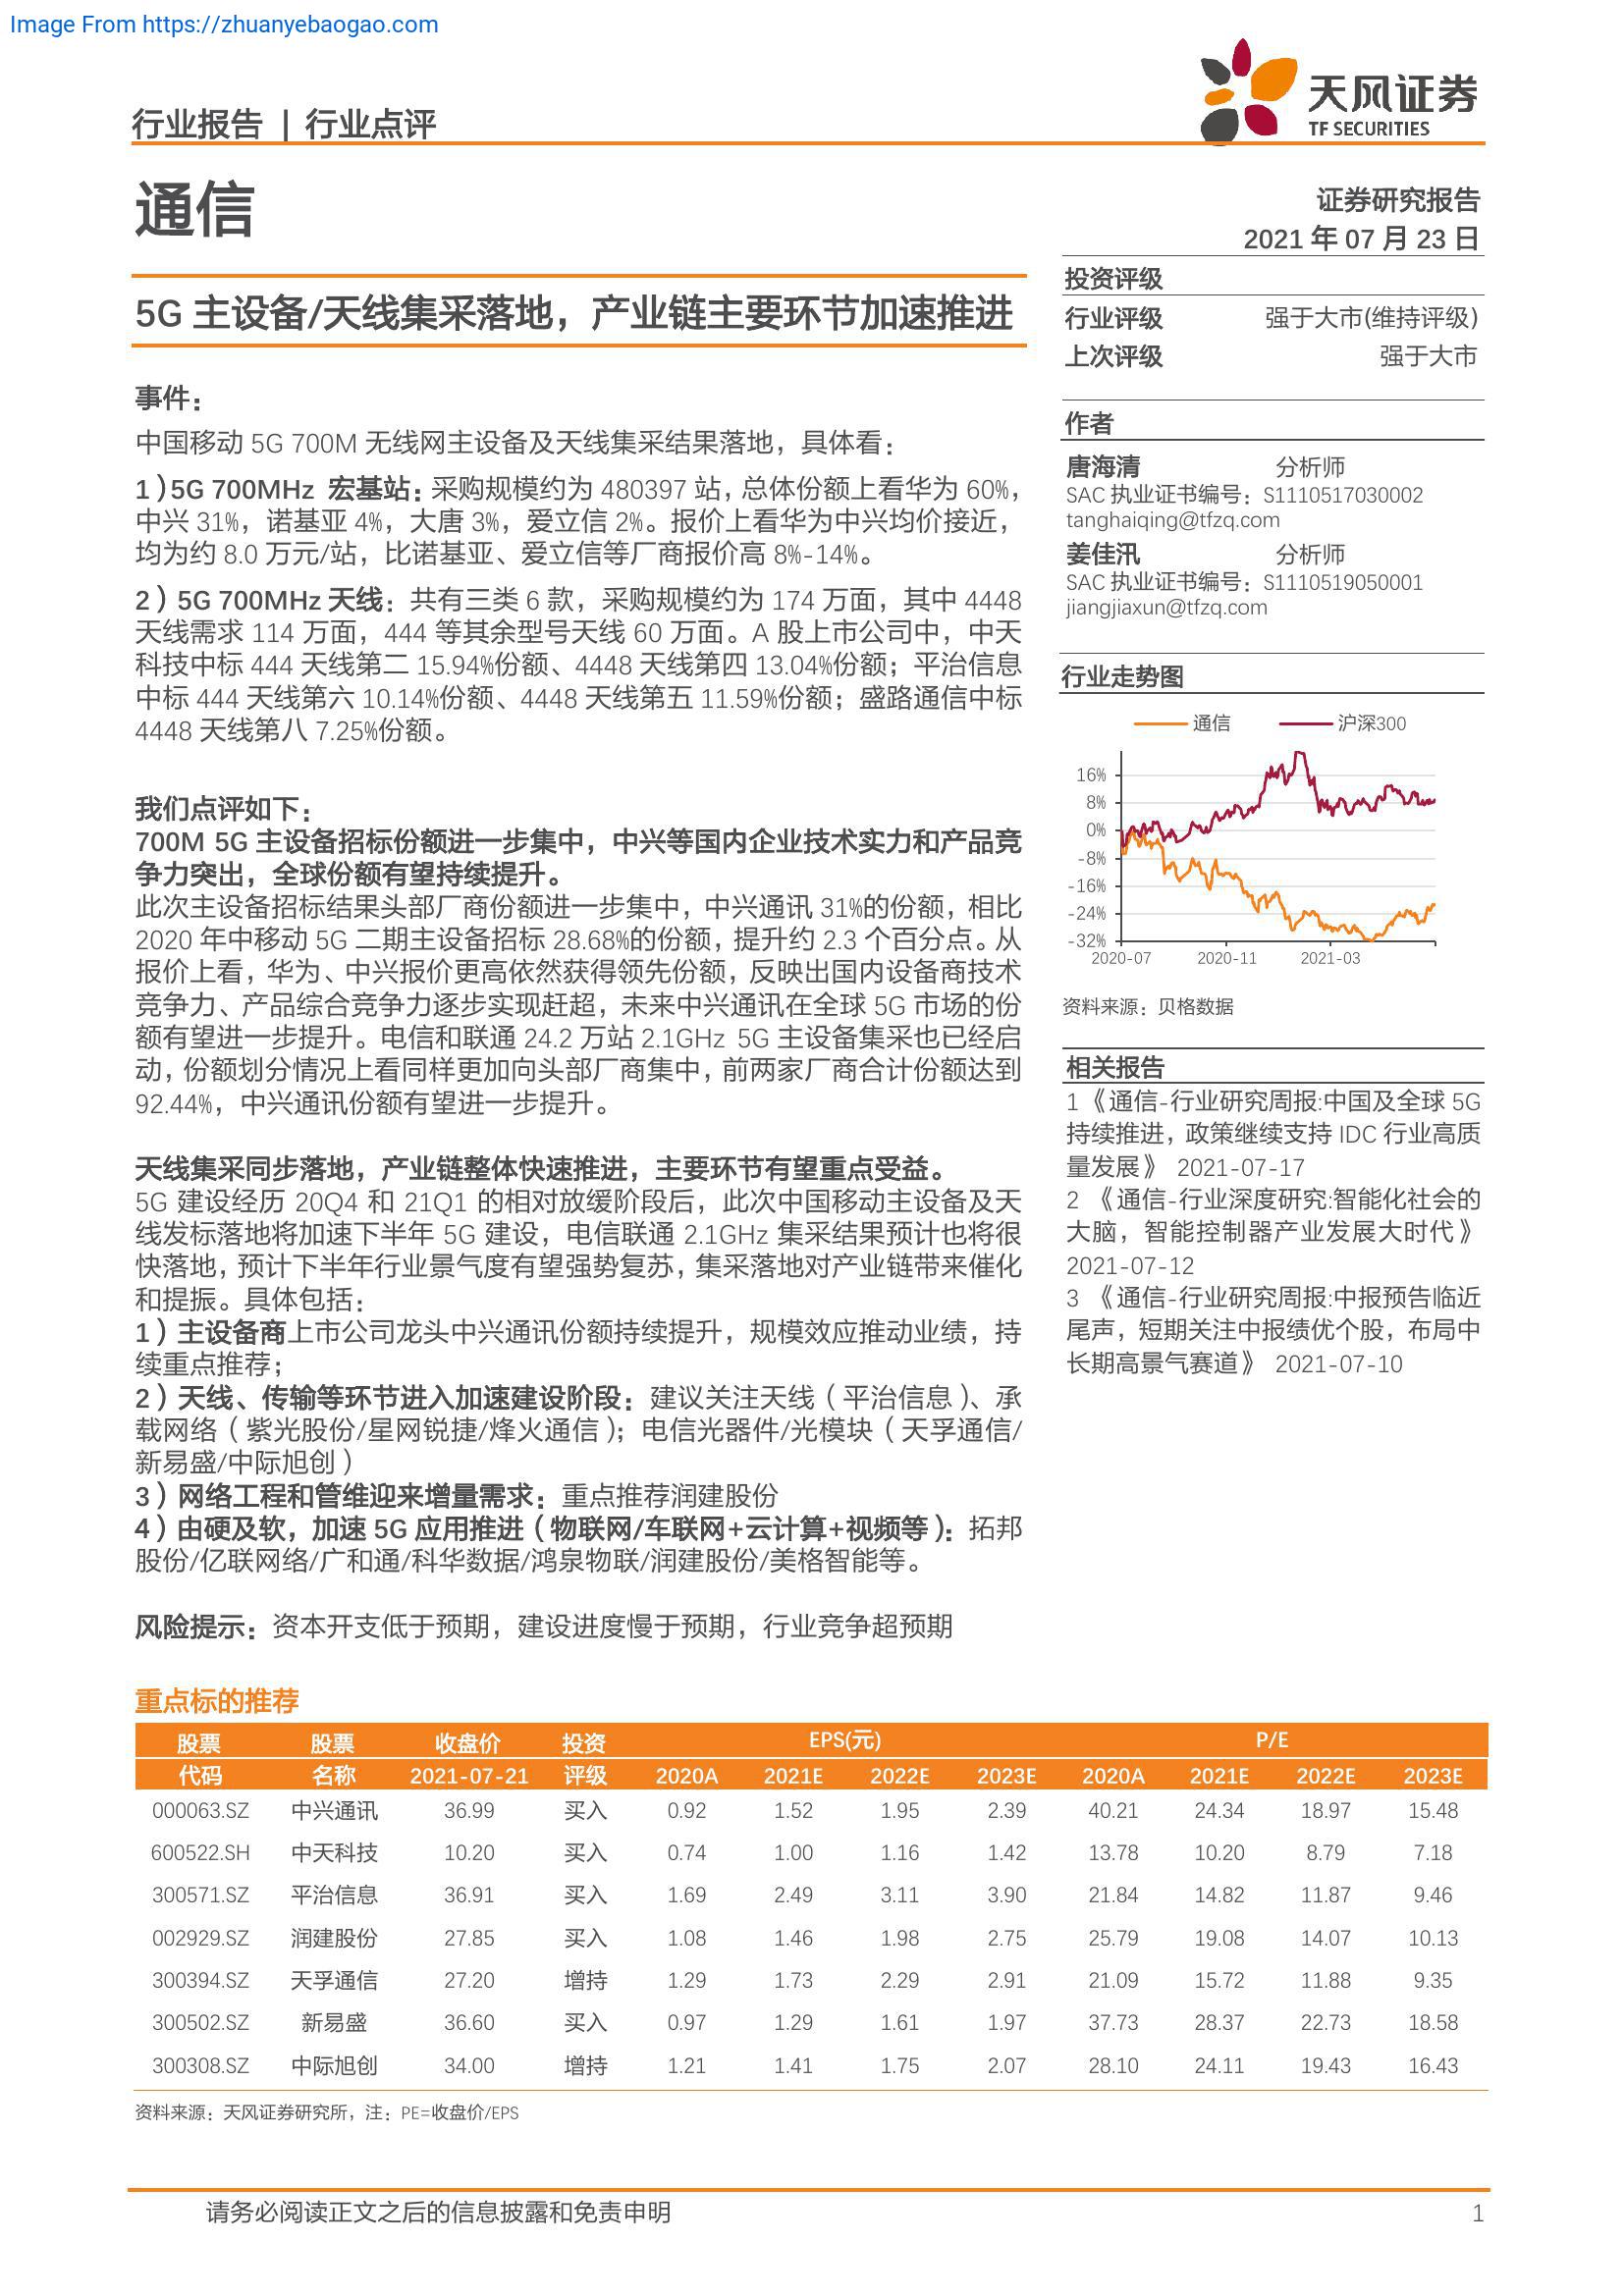 Image From https://zhuanyebaogao.com
天风证券
TF SECURITIES
行业报告 | 行业点评
通信
证券研究报告
2021 年 07 月 23 日
5G 主设备/天线集采落地，产业链主要环节加速推进
事件：
中国移动 5G 700M 无线网主设备及天线集采结果落地，具体看：
1）5G 700MHz 宏基站：采购规模约为 480397 站，总体份额上看华为 60%，
中兴 31%，诺基亚 4%，大唐 3%，爱立信 2%。报价上看华为中兴均价接近，
均为约 8.0 万元/站，比诺基亚、爱立信等厂商报价高 8%-14%。
2）5G 700MHz 天线：共有三类 6 款，采购规模约为 174 万面，其中 4448
天线需求 114 万面，444 等其余型号天线 60 万面。A 股上市公司中，中天
科技中标 444 天线第二 15.94%份额、4448 天线第四 13.04%份额；平治信息
中标 444 天线第六 10.14%份额、4448 天线第五 11.59%份额；盛路通信中标
4448 天线第八 7.25%份额。
我们点评如下：
700M 5G 主设备招标份额进一步集中，中兴等国内企业技术实力和产品竞
争力突出，全球份额有望持续提升。
此次主设备招标结果头部厂商份额进一步集中，中兴通讯 31%的份额，相比
2020 年中移动 5G 二期主设备招标 28.68%的份额，提升约 2.3 个百分点。从
报价上看，华为、中兴报价更高依然获得领先份额，反映出国内设备商技术
竞争力、产品综合竞争力逐步实现赶超，未来中兴通讯在全球 5G 市场的份
额有望进一步提升。电信和联通 24.2 万站 2.1GHz 5G 主设备集采也已经启
动，份额划分情况上看同样更加向头部厂商集中，前两家厂商合计份额达到
92.44%，中兴通讯份额有望进一步提升。
天线集采同步落地，产业链整体快速推进，主要环节有望重点受益。
5G 建设经历 20Q4 和 21Q1 的相对放缓阶段后，此次中国移动主设备及天
线发标落地将加速下半年 5G 建设，电信联通 2.1GHz 集采结果预计也将很
快落地，预计下半年行业景气度有望强势复苏，集采落地对产业链带来催化
和提振。具体包括：
1）主设备商上市公司龙头中兴通讯份额持续提升，规模效应推动业绩，持
续重点推荐；
2）天线、传输等环节进入加速建设阶段：建议关注天线（平治信息）、承
载网络（紫光股份/星网锐捷/烽火通信）；电信光器件/光模块（天孚通信/
新易盛/中际旭创）
3）网络工程和管维迎来增量需求：重点推荐润建股份
4）由硬及软，加速 5G 应用推进（物联网/车联网+云计算+视频等）：拓邦
股份/亿联网络/广和通/科华数据/鸿泉物联/润建股份/美格智能等。
风险提示：资本开支低于预期，建设进度慢于预期，行业竞争超预期
投资评级
行业评级 强于大市(维持评级)
上次评级 强于大市
作者
唐海清 分析师
SAC 执业证书编号：S1110517030002
tanghaiqing@tfzq.com
姜佳汛 分析师
SAC 执业证书编号：S1110519050001
jiangjiaxun@tfzq.com
行业走势图
通信 沪深300
16%
8%
0%
-8%
-16%
-24%
-32%
2020-07 2020-11 2021-03
资料来源：贝格数据
相关报告
1 《通信-行业研究周报:中国及全球 5G
持续推进，政策继续支持 IDC 行业高质
量发展》 2021-07-17
2 《通信-行业深度研究:智能化社会的
大脑，智能控制器产业发展大时代》
2021-07-12
3 《通信-行业研究周报:中报预告临近
尾声，短期关注中报绩优个股，布局中
长期高景气赛道》 2021-07-10
重点标的推荐
股票 股票 收盘价 投资 EPS(元) P/E
代码 名称 2021-07-21 评级 2020A 2021E 2022E 2023E 2020A 2021E 2022E 2023E
000063.SZ 中兴通讯 36.99 买入 0.92 1.52 1.95 2.39 40.21 24.34 18.97 15.48
600522.SH 中天科技 10.20 买入 0.74 1.00 1.16 1.42 13.78 10.20 8.79 7.18
300571.SZ 平治信息 36.91 买入 1.69 2.49 3.11 3.90 21.84 14.82 11.87 9.46
002929.SZ 润建股份 27.85 买入 1.08 1.46 1.98 2.75 25.79 19.08 14.07 10.13
300394.SZ 天孚通信 27.20 增持 1.29 1.73 2.29 2.91 21.09 15.72 11.88 9.35
300502.SZ 新易盛 36.60 买入 0.97 1.29 1.61 1.97 37.73 28.37 22.73 18.58
300308.SZ 中际旭创 34.00 增持 1.21 1.41 1.75 2.07 28.10 24.11 19.43 16.43
资料来源：天风证券研究所，注：PE=收盘价/EPS
请务必阅读正文之后的信息披露和免责申明 1